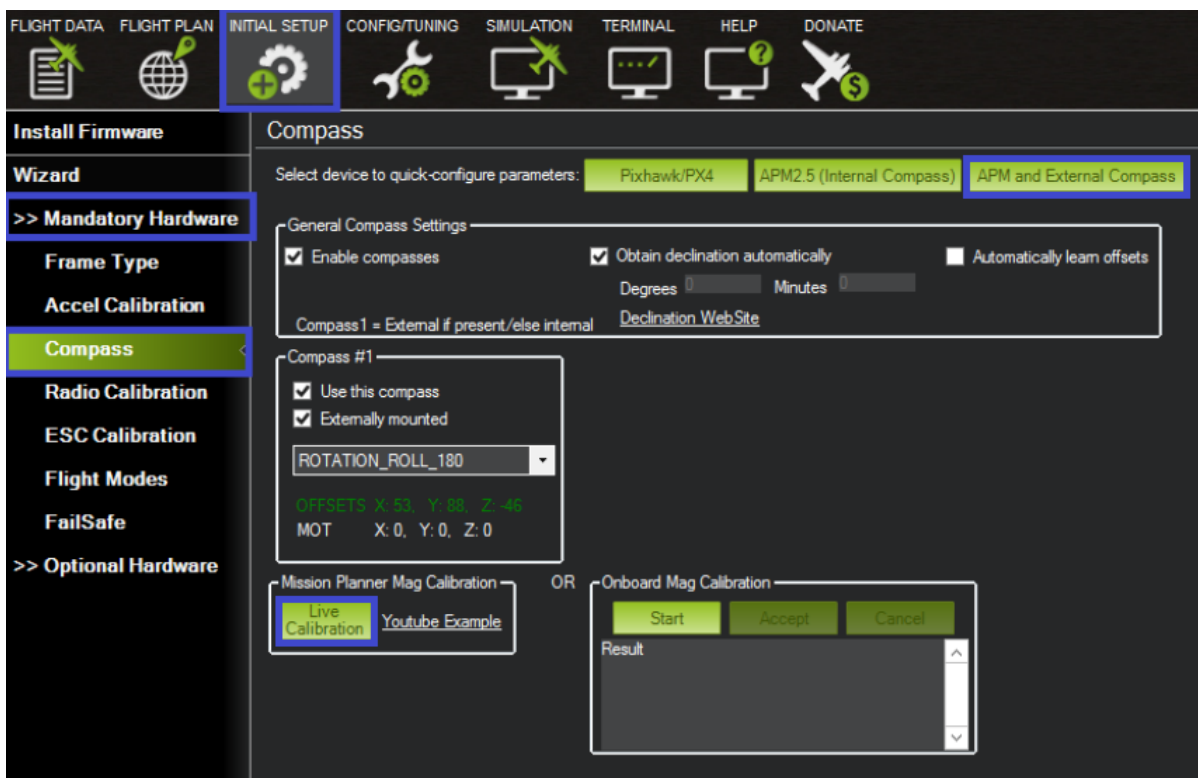 FLIGHT DATA FLIGHT PLAN INITIAL SETUP CONFIG/TUNING SIMULATION TERMINAL HELP DONATE
Install Firmware
Wizard
>> Mandatory Hardware
Frame Type
Accel Calibration
Compass
Radio Calibration
ESC Calibration
Flight Modes
FailSafe
>> Optional Hardware
Compass
Select device to quick-configure parameters: Pixhawk/PX4 APM2.5 (Internal Compass) APM and External Compass
General Compass Settings
Enable compasses Obtain declination automatically Automatically learn offsets
Degrees 0 Minutes 0
Compass1 = External if present/else internal Declination WebSite
Compass #1
Use this compass
Externally mounted
ROTATION_ROLL_180
OFFSETS X: 53, Y: 88, Z: -46
MOT X: 0, Y: 0, Z: 0
Mission Planner Mag Calibration OR Onboard Mag Calibration
Live
Calibration Youtube Example
Start Accept Cancel
Result